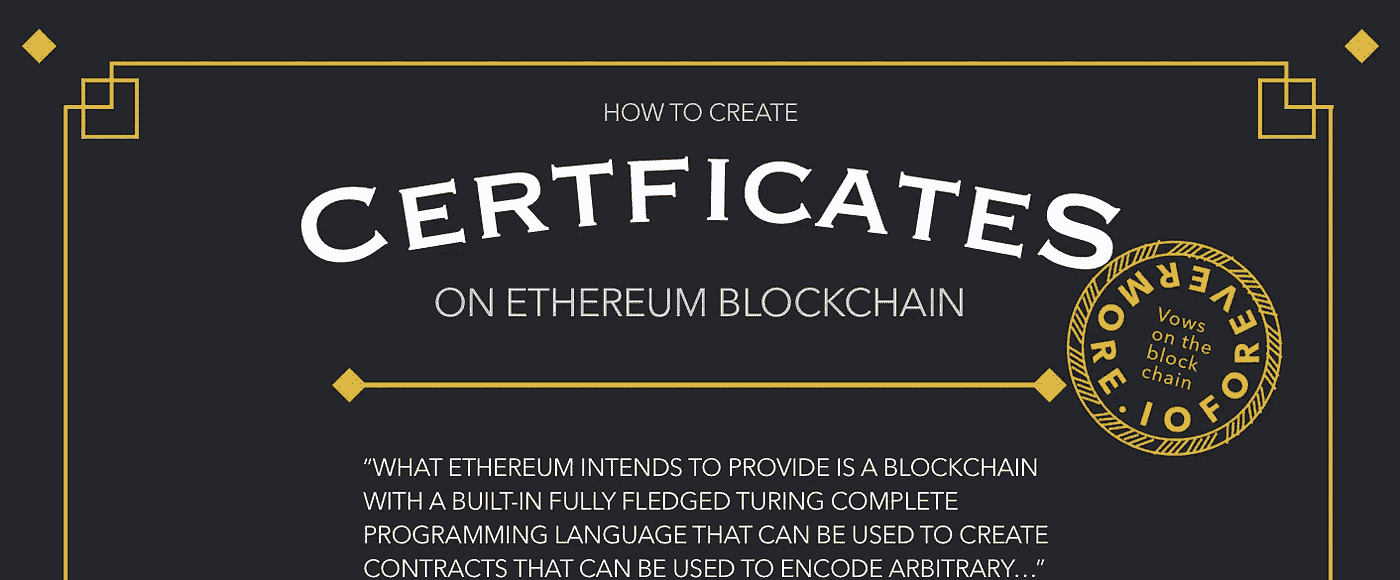 HOW TO CREATE
CERTFICATES
ON ETHEREUM BLOCKCHAIN
FOREVERMORE.IO
Vows
on the
block
chain
“WHAT ETHEREUM INTENDS TO PROVIDE IS A BLOCKCHAIN
WITH A BUILT-IN FULLY FLEDGED TURING COMPLETE
PROGRAMMING LANGUAGE THAT CAN BE USED TO CREATE
CONTRACTS THAT CAN BE USED TO ENCODE ARBITRARY...”